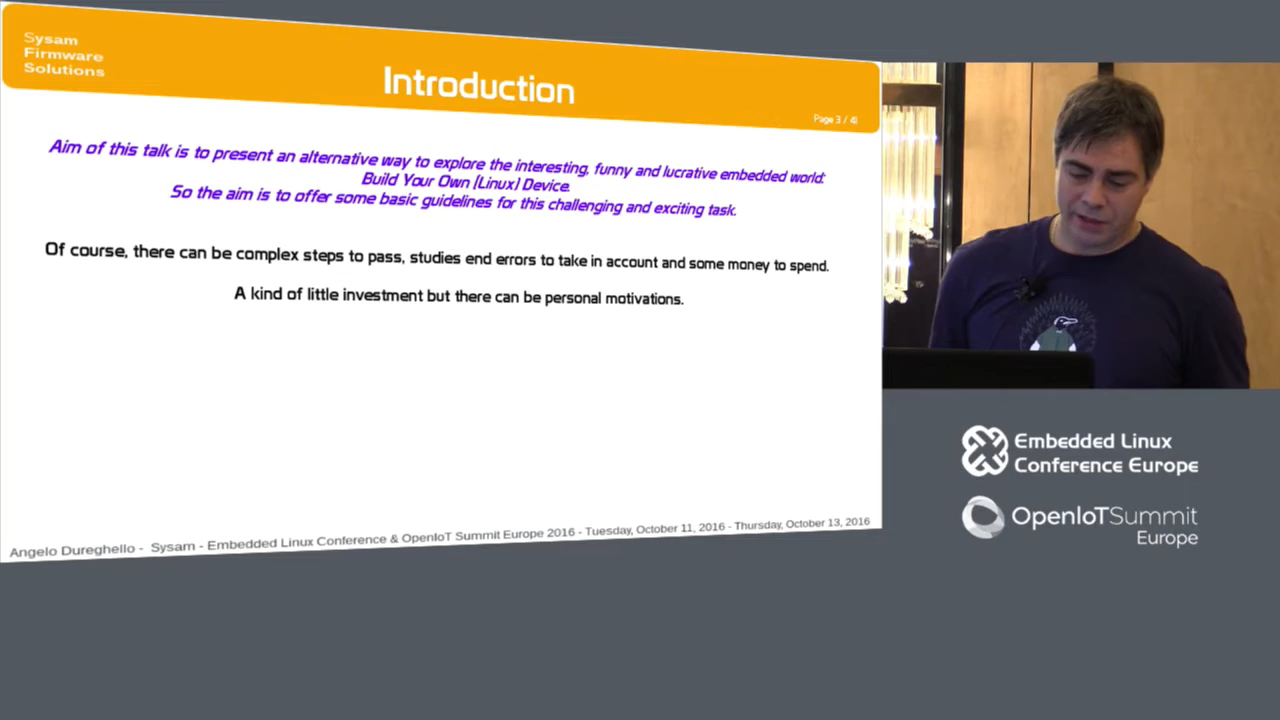 Sysam
Firmware
Solutions
Introduction
Page 3 / 41
Aim of this talk is to present an alternative way to explore the interesting, funny and lucrative embedded world:
Build Your Own (Linux) Device.
So the aim is to offer some basic guidelines for this challenging and exciting task.
Of course, there can be complex steps to pass, studies end errors to take in account and some money to spend.
A kind of little investment but there can be personal motivations.
Angelo Dureghello - Sysam - Embedded Linux Conference & OpenIoT Summit Europe 2016 - Tuesday, October 11, 2016 - Thursday, October 13, 2016
Embedded Linux
Conference Europe
OpenIoTSummit
Europe